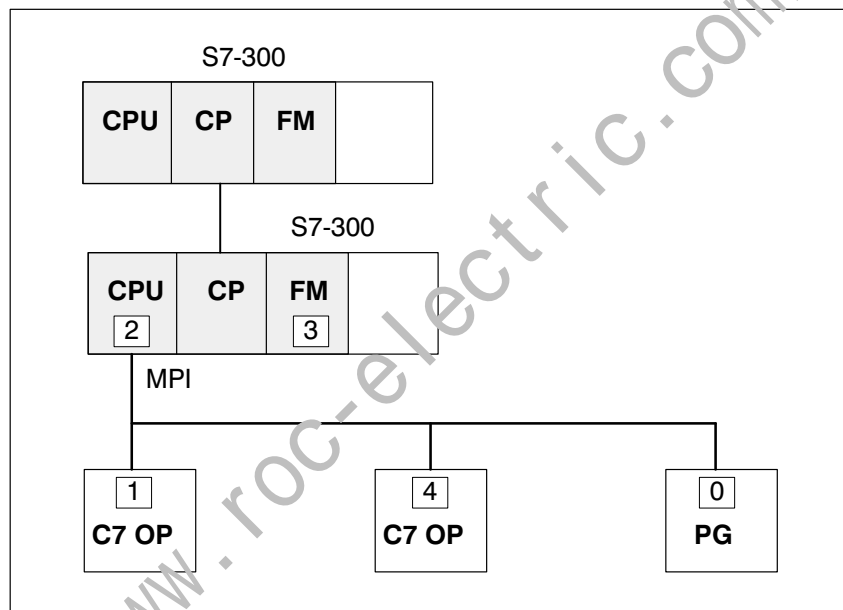 S7-300
CPU CP FM
S7-300
CPU CP FM
2 3
MPI
1 4 0
C7 OP C7 OP PG
www.roc-electric.com